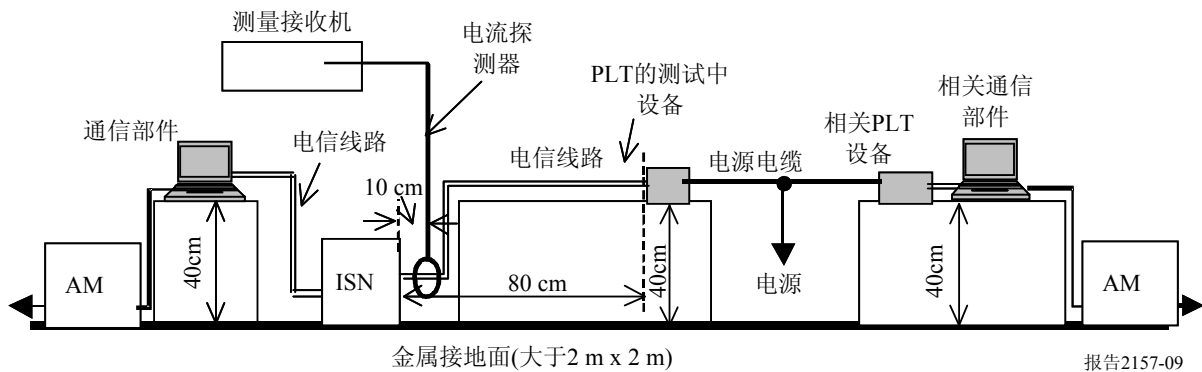 测量接收机
电流探
测器
PLT的测试中
设备
相关通信
部件
通信部件
电信线路
电信线路
电源电缆
相关PLT
设备
10 cm
40cm
AM
ISN
80 cm
40cm
电源
40cm
AM
金属接地面(大于2 m x 2 m)
报告2157-09